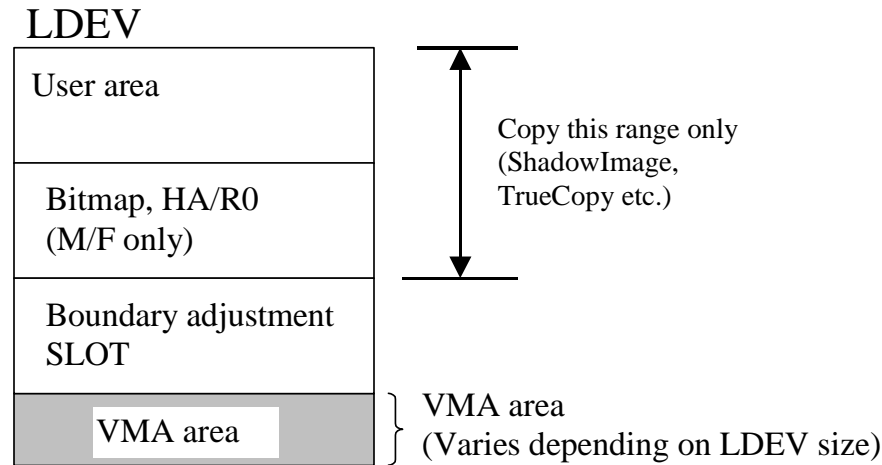 LDEV
User area
Copy this range only
(ShadowImage,
TrueCopy etc.)
Bitmap, HA/R0
(M/F only)
Boundary adjustment
SLOT
VMA area
VMA area
(Varies depending on LDEV size)